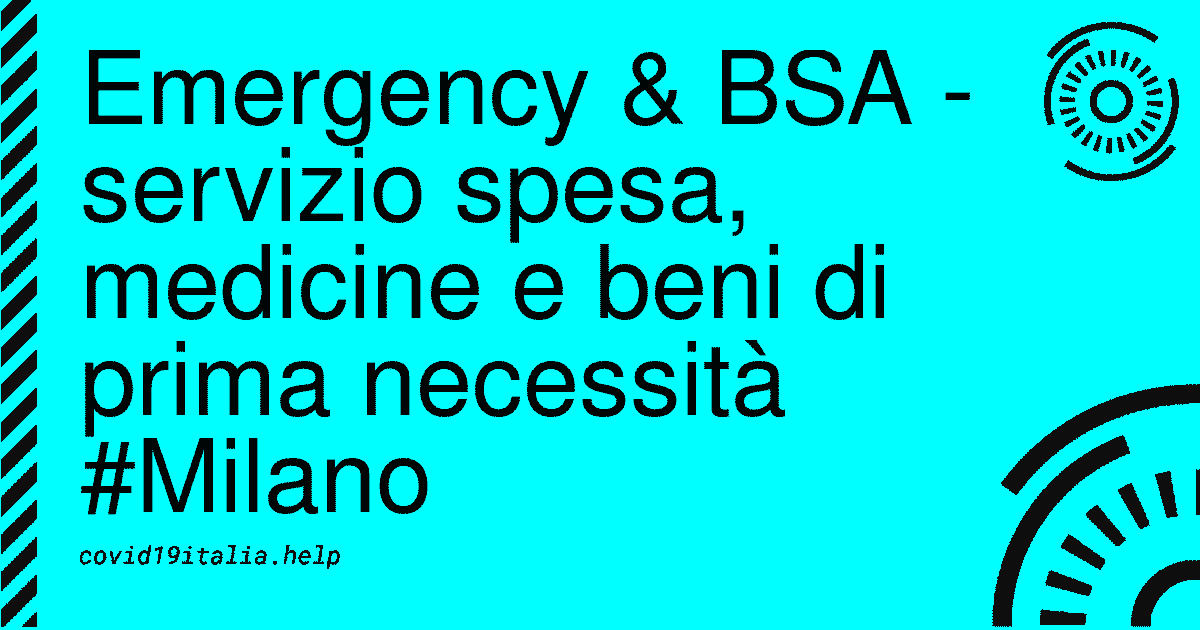 Emergency & BSA -
servizio spesa,
medicine e beni di
prima necessità
#Milano
covid19italia.help